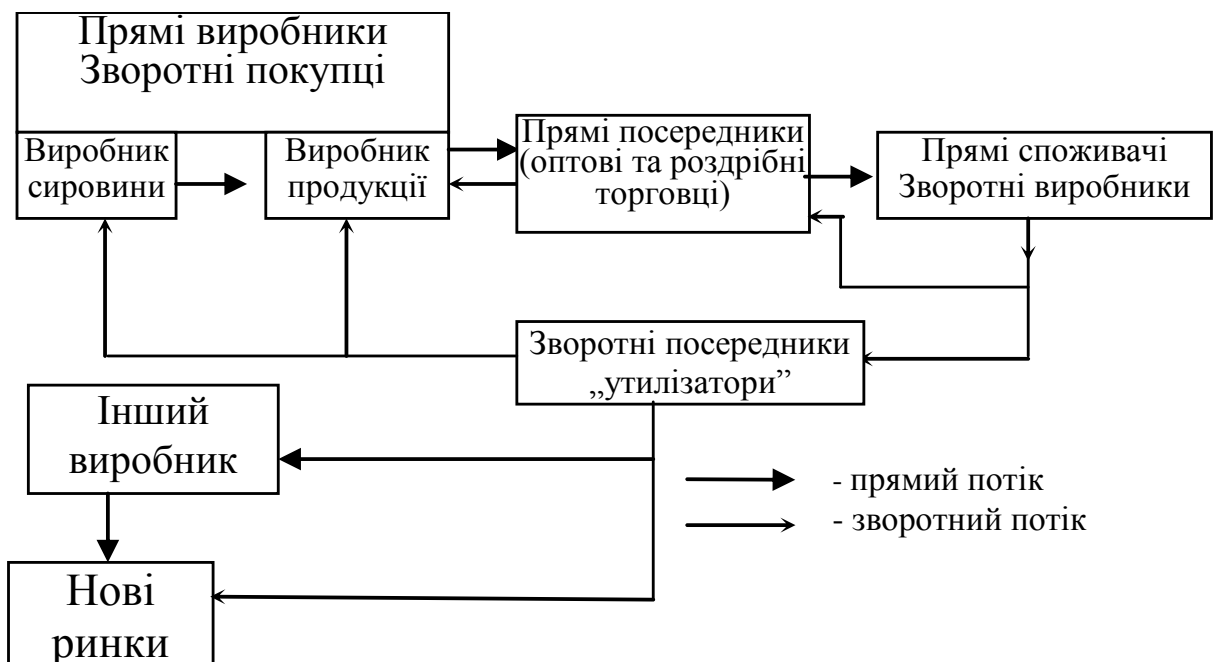 Прямі виробники
Зворотні покупці
Виробник
сировини
Виробник
продукції
Прямі посередники
(оптові та роздрібні
торговці)
Прямі споживачі
Зворотні виробники
Зворотні посередники
„утилізатори”
Інший
виробник
- прямий потік
- зворотний потік
Нові
ринки